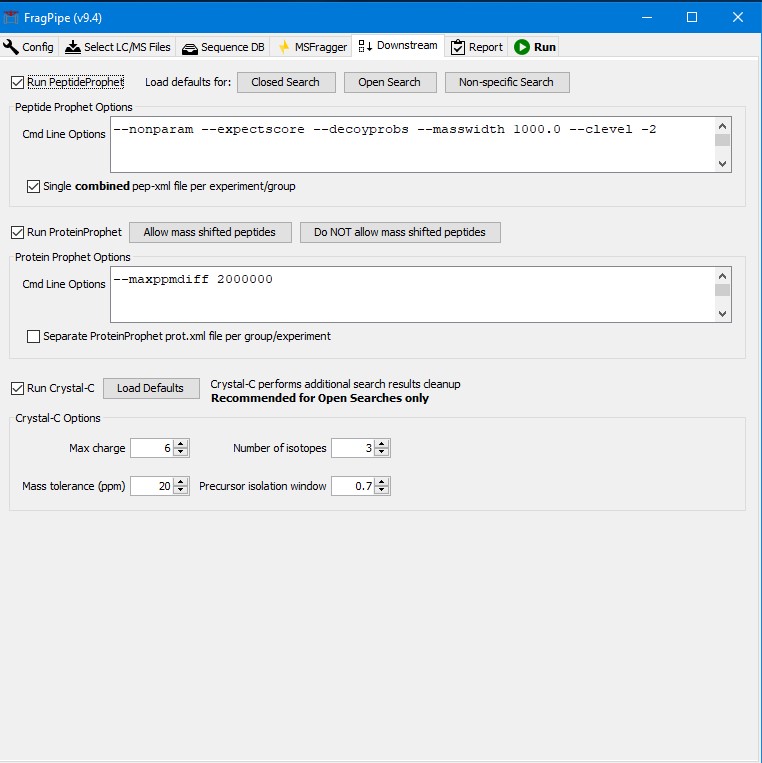 FragPipe (v9.4)
Config Select LC/MS Files Sequence DB MSFragger Downstream Report Run
Run PeptideProphet Load defaults for: Closed Search Open Search Non-specific Search
Peptide Prophet Options
Cmd Line Options --nonparam --expectscore --decoyprobs --masswidth 1000.0 --clevel -2
Single combined pep-xml file per experiment/group
Run ProteinProphet Allow mass shifted peptides Do NOT allow mass shifted peptides
Protein Prophet Options
Cmd Line Options --maxppmdiff 2000000
Separate ProteinProphet prot.xml file per group/experiment
Run Crystal-C Load Defaults Crystal-C performs additional search results cleanup
Recommended for Open Searches only
Crystal-C Options
Max charge 6 Number of isotopes 3
Mass tolerance (ppm) 20 Precursor isolation window 0.7